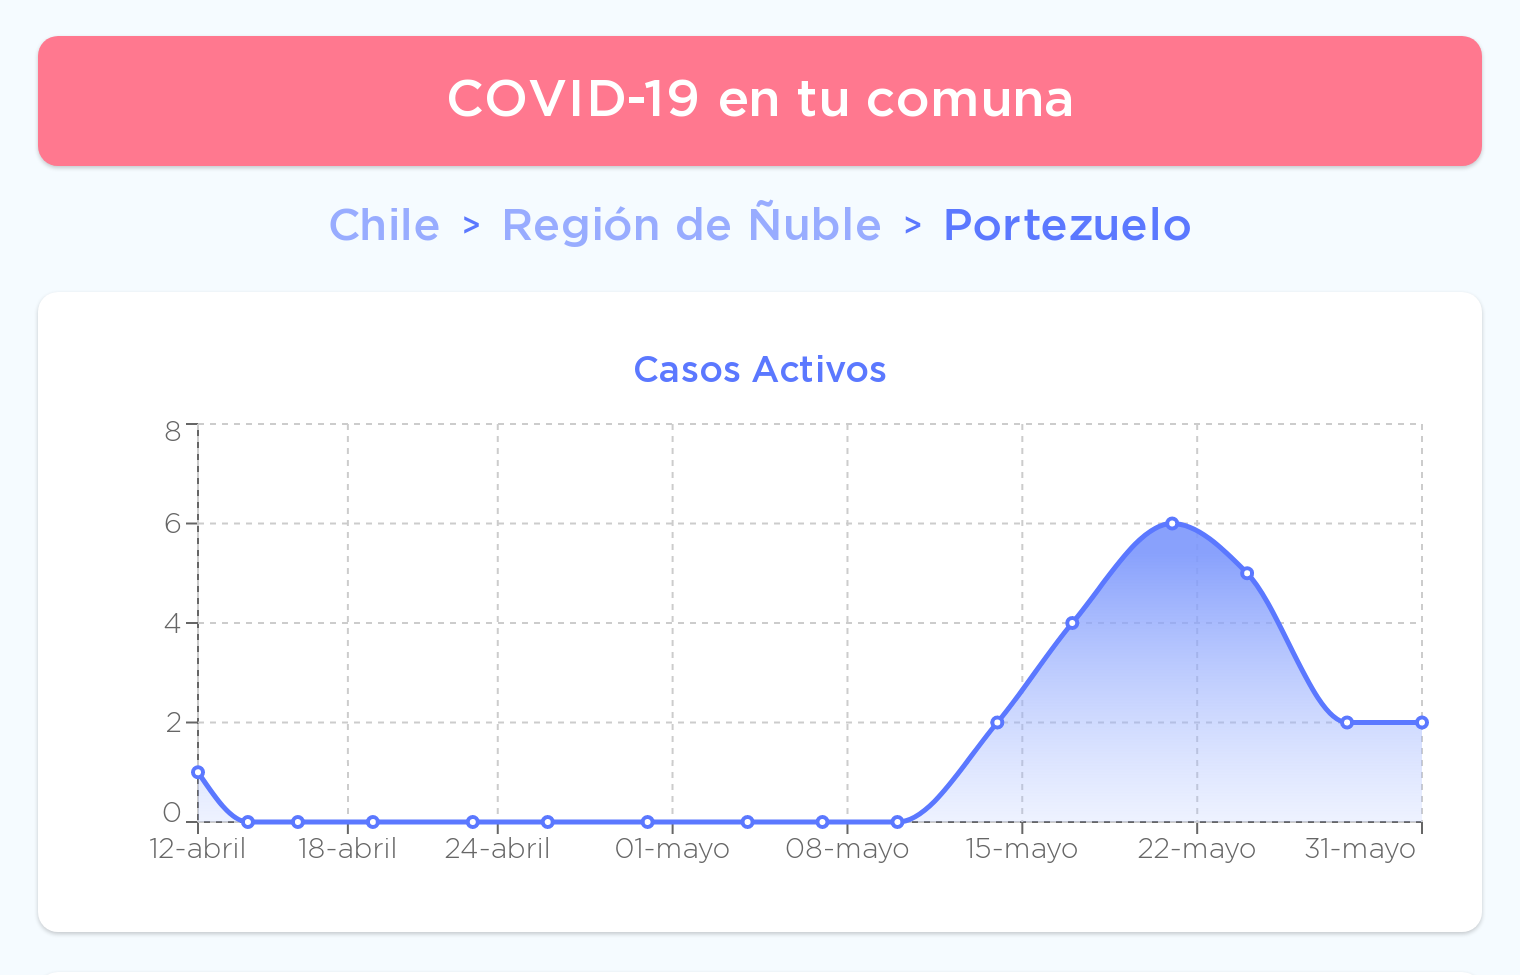 COVID-19 en tu comuna
Chile > Región de Ñuble > Portezuelo
Casos Activos
8
6
4
2
0
12-abril 18-abril 24-abril 01-mayo 08-mayo 15-mayo 22-mayo 31-mayo